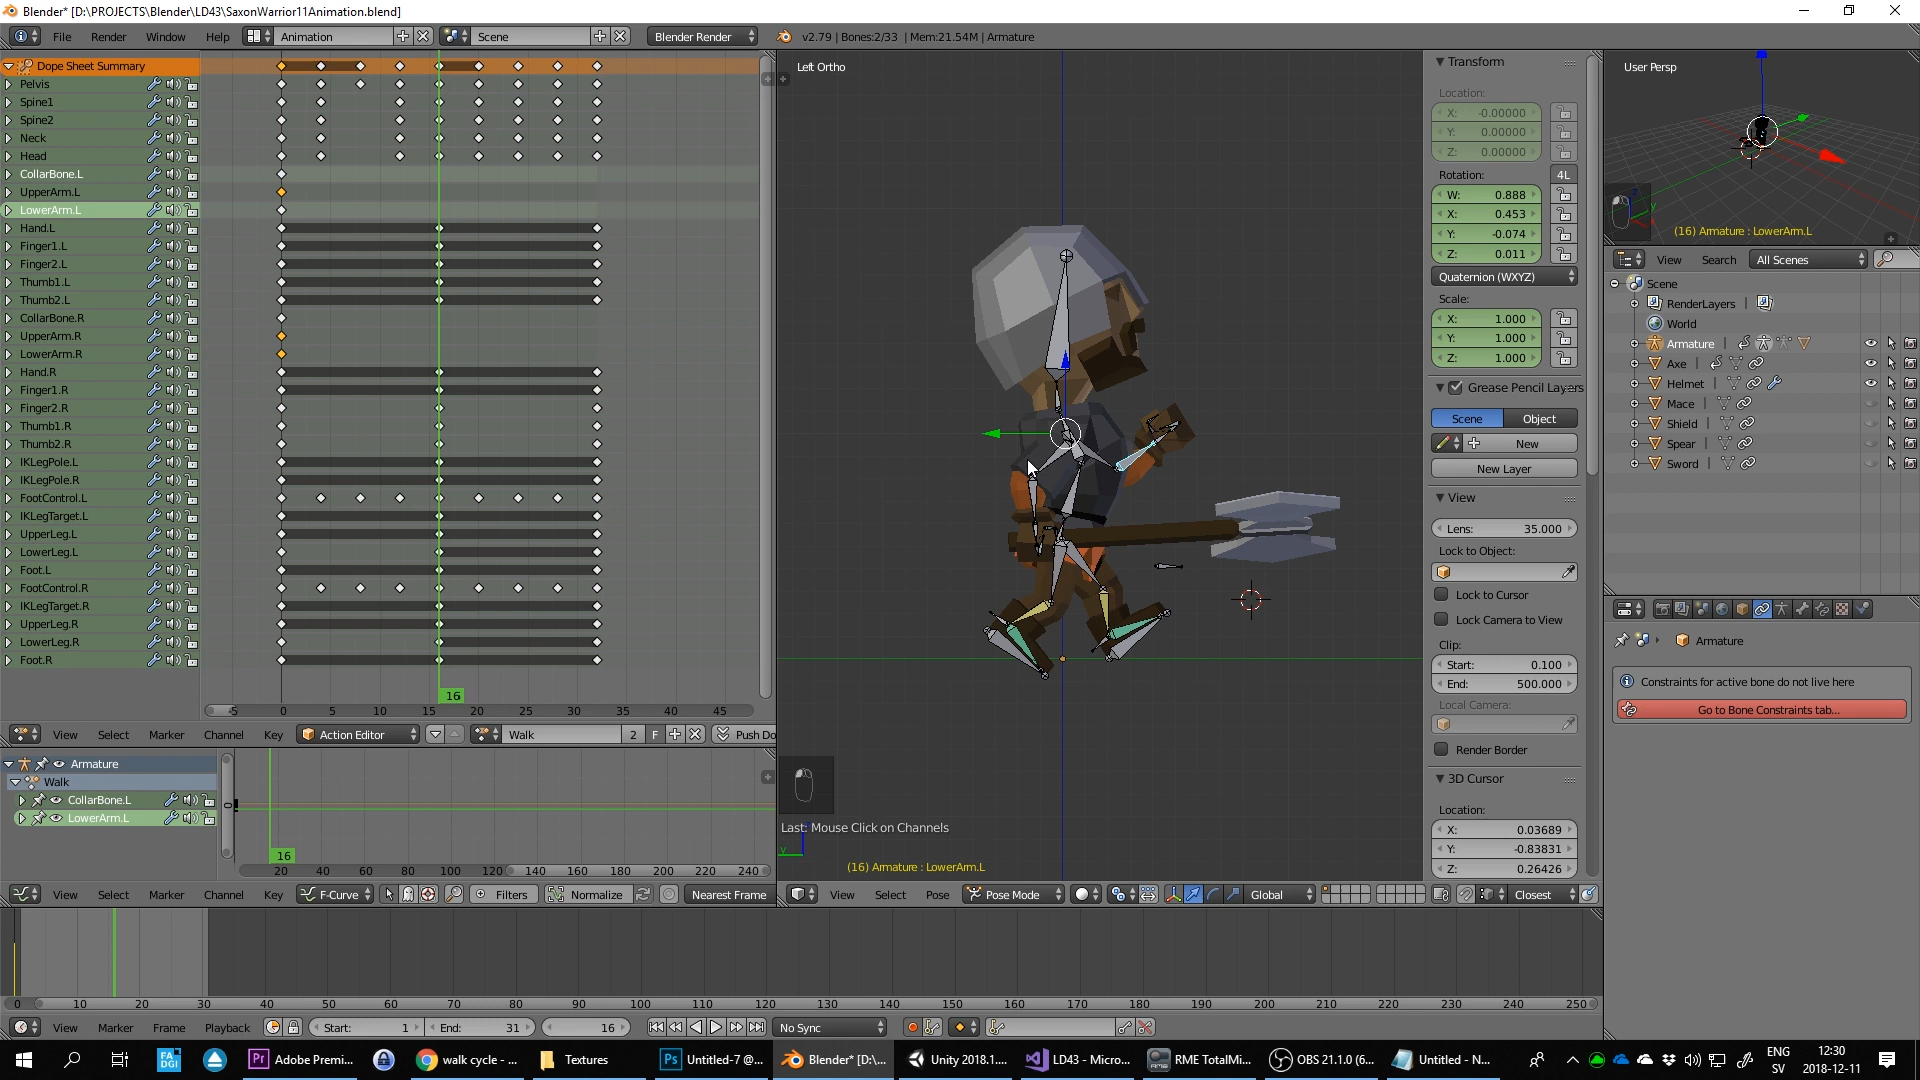 Blender* [D:\PROJECTS\Blender\LD43\SaxonWarrior11Animation.blend]
File Render Window Help Animation Scene Blender Render v2.79 | Bones:2/33 | Mem:21.54M | Armature
Dope Sheet Summary
Pelvis
Spine1
Spine2
Neck
Head
CollarBone.L
UpperArm.L
LowerArm.L
Hand.L
Finger1.L
Finger2.L
Thumb1.L
Thumb2.L
CollarBone.R
UpperArm.R
LowerArm.R
Hand.R
Finger1.R
Finger2.R
Thumb1.R
Thumb2.R
IKLegPole.L
IKLegPole.R
FootControl.L
IKLegTarget.L
UpperLeg.L
LowerLeg.L
Foot.L
FootControl.R
IKLegTarget.R
UpperLeg.R
LowerLeg.R
Foot.R
16
-5 0 5 10 15 20 25 30 35 40 45
View Select Marker Channel Key Action Editor Walk 2 F Push Do
Armature
Walk
CollarBone.L
LowerArm.L
16
20 40 60 80 100 120 140 160 180 200 220 240
View Select Marker Channel Key F-Curve Filters Normalize Nearest Frame
Left Ortho
Last: Mouse Click on Channels
y
(16) Armature : LowerArm.L
View Select Pose Pose Mode Global Closest
Transform
Location:
X: -0.00000
Y: 0.00000
Z: 0.00000
Rotation: 4L
W: 0.888
X: 0.453
Y: -0.074
Z: 0.011
Quaternion (WXYZ)
Scale:
X: 1.000
Y: 1.000
Z: 1.000
Grease Pencil Layers
Scene Object
New
New Layer
View
Lens: 35.000
Lock to Object:
Lock to Cursor
Lock Camera to View
Clip:
Start: 0.100
End: 500.000
Local Camera:
Render Border
3D Cursor
Location:
X: 0.03689
Y: -0.83831
Z: 0.26426
User Persp
(16) Armature : LowerArm.L
View Search All Scenes
Scene
RenderLayers
World
Armature
Axe
Helmet
Mace
Shield
Spear
Sword
Armature
Constraints for active bone do not live here
Go to Bone Constraints tab...
0 10 20 30 40 50 60 70 80 90 100 110 120 130 140 150 160 170 180 190 200 210 220 230 240 250
View Marker Frame Playback Start: 1 End: 31 16 No Sync
FA DGI Pr Adobe Premi... walk cycle - ... Textures Ps Untitled-7 @... Blender* [D:\... Unity 2018.1.... LD43 - Micro... RME TotalMi... OBS 21.1.0 (6... Untitled - N... ENG SV 12:30 2018-12-11